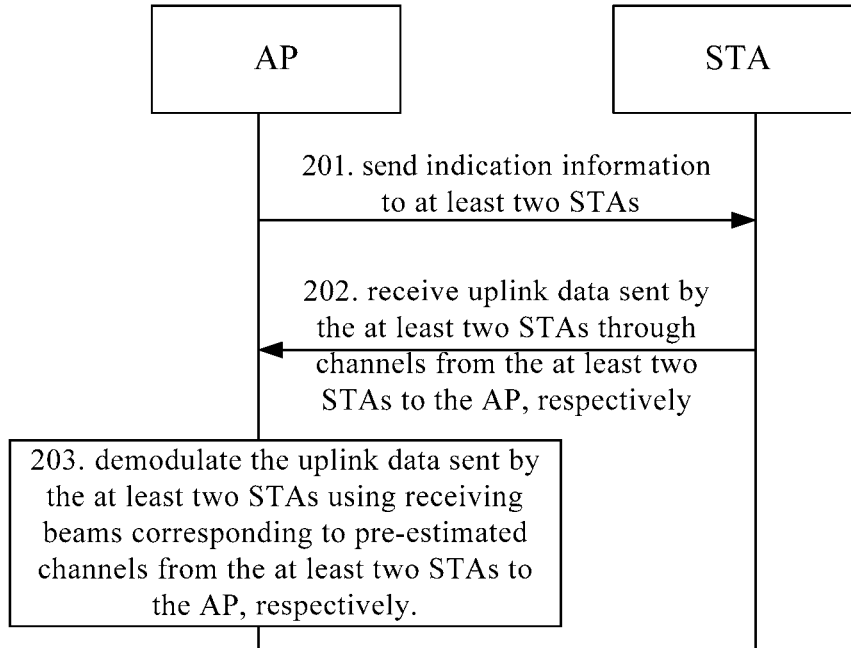 AP
STA
201. send indication information
to at least two STAs
202. receive uplink data sent by
the at least two STAs through
channels from the at least two
STAs to the AP, respectively
203. demodulate the uplink data sent by
the at least two STAs using receiving
beams corresponding to pre-estimated
channels from the at least two STAs to
the AP, respectively.